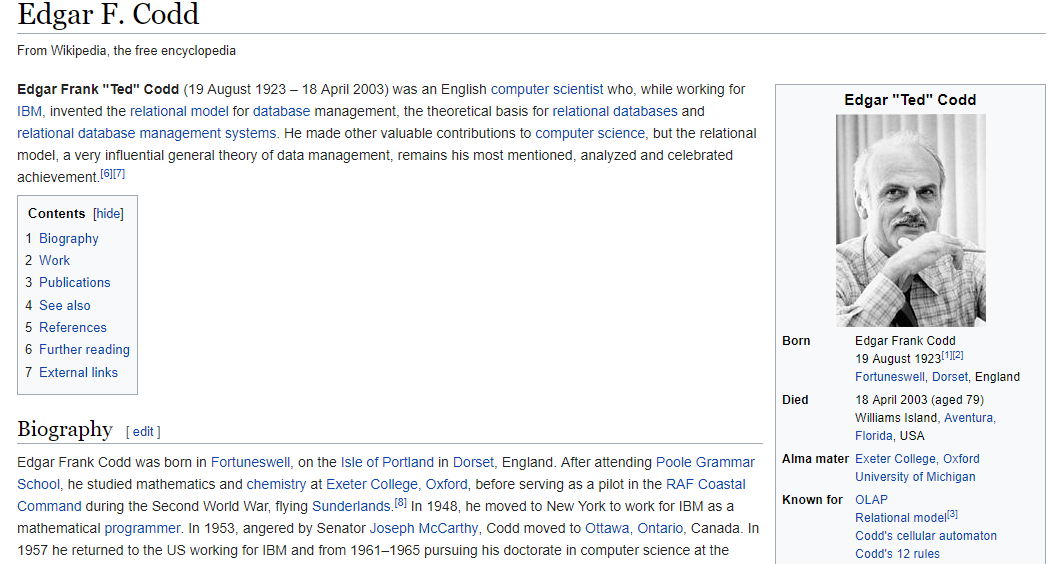 Edgar F. Codd
From Wikipedia, the free encyclopedia
Edgar Frank "Ted" Codd (19 August 1923 – 18 April 2003) was an English computer scientist who, while working for
IBM, invented the relational model for database management, the theoretical basis for relational databases and
relational database management systems. He made other valuable contributions to computer science, but the relational
model, a very influential general theory of data management, remains his most mentioned, analyzed and celebrated
achievement.[6][7]
Contents [hide]
1 Biography
2 Work
3 Publications
4 See also
5 References
6 Further reading
7 External links
Biography [ edit ]
Edgar Frank Codd was born in Fortuneswell, on the Isle of Portland in Dorset, England. After attending Poole Grammar
School, he studied mathematics and chemistry at Exeter College, Oxford, before serving as a pilot in the RAF Coastal
Command during the Second World War, flying Sunderlands.[8] In 1948, he moved to New York to work for IBM as a
mathematical programmer. In 1953, angered by Senator Joseph McCarthy, Codd moved to Ottawa, Ontario, Canada. In
1957 he returned to the US working for IBM and from 1961–1965 pursuing his doctorate in computer science at the
Edgar "Ted" Codd
Born Edgar Frank Codd
19 August 1923[1][2]
Fortuneswell, Dorset, England
Died 18 April 2003 (aged 79)
Williams Island, Aventura,
Florida, USA
Alma mater Exeter College, Oxford
University of Michigan
Known for OLAP
Relational model[3]
Codd's cellular automaton
Codd's 12 rules